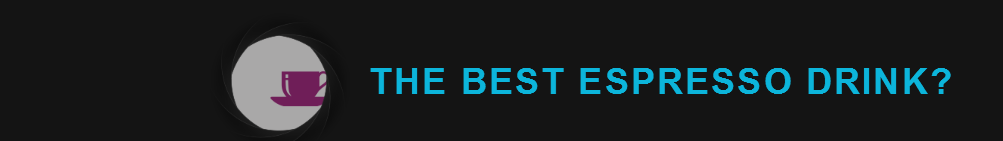 THE BEST ESPRESSO DRINK?